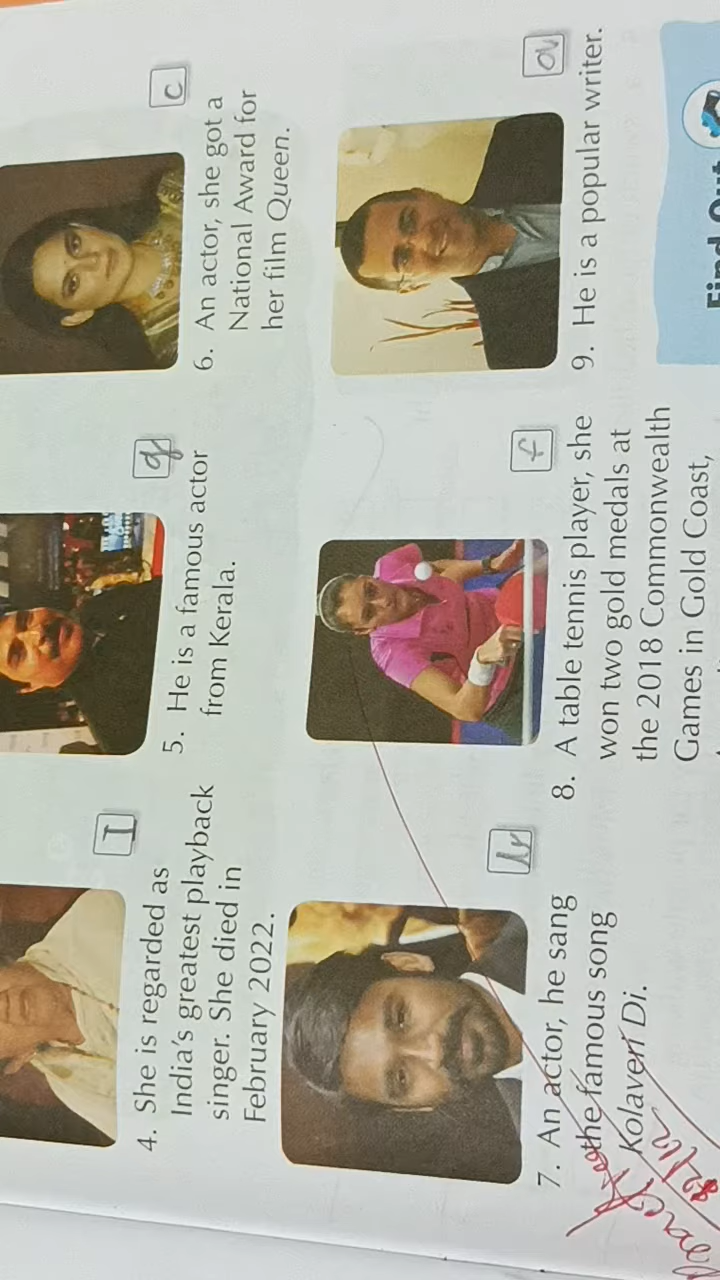 I
4. She is regarded as
India's greatest playback
singer. She died in
February 2022.
g
5. He is a famous actor
from Kerala.
c
6. An actor, she got a
National Award for
her film Queen.
7. An actor, he sang
the famous song
Kolaveri Di.
f
8. A table tennis player, she
won two gold medals at
the 2018 Commonwealth
Games in Gold Coast,
a
9. He is a popular writer.
Find Out